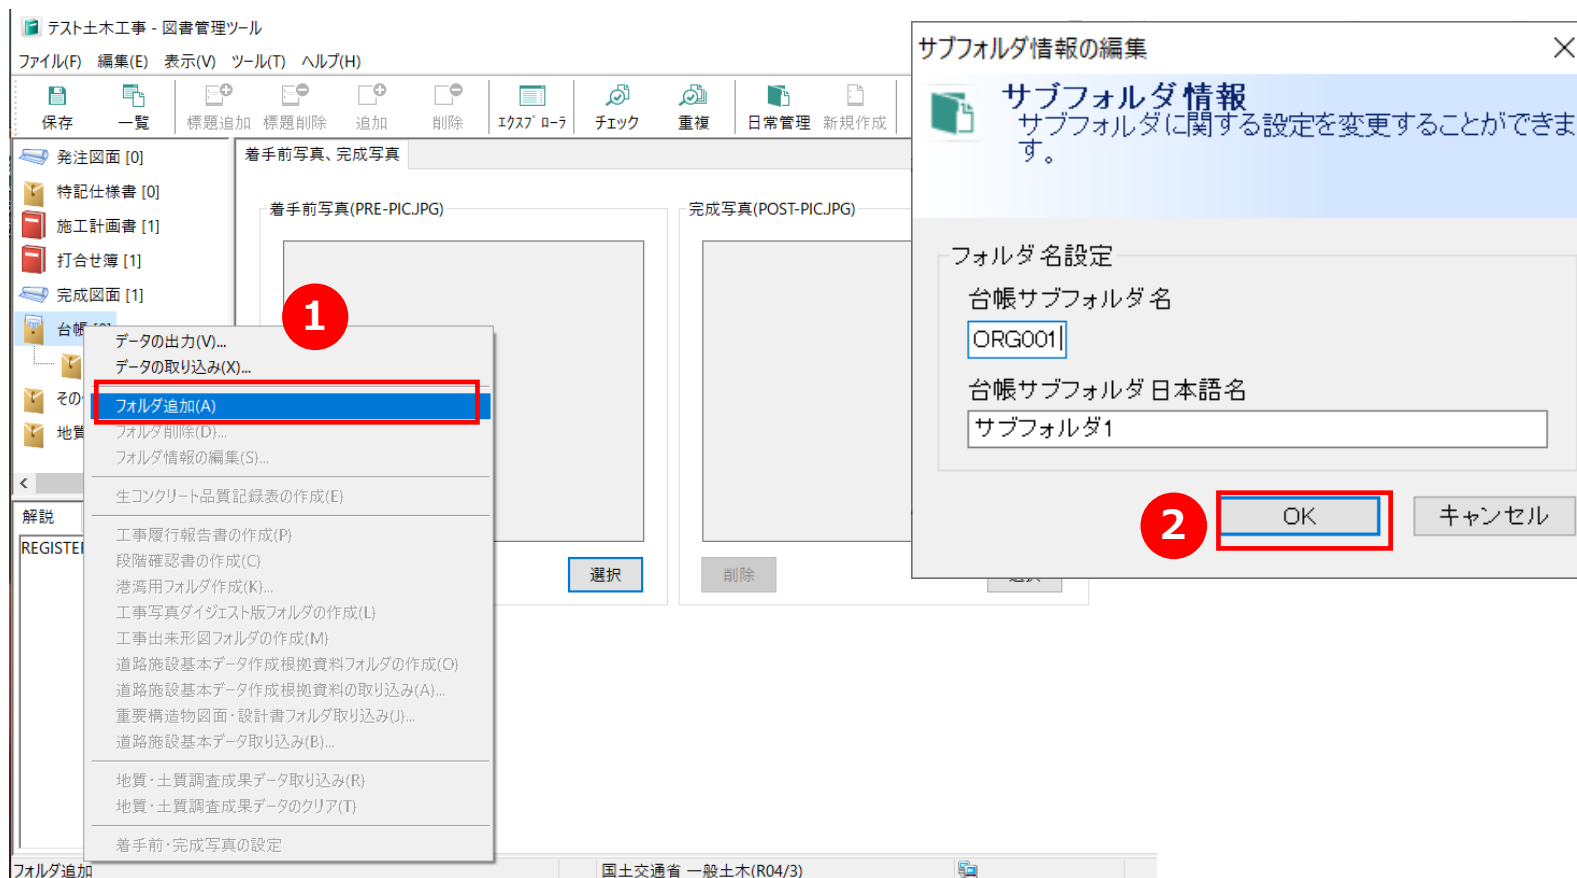 テスト土木工事 - 図書管理ツール
ファイル(F) 編集(E) 表示(V) ツール(T) ヘルプ(H)
保存 一覧 標題追加 標題削除 追加 削除 ｴｸｽﾌﾟﾛｰﾗ チェック 重複 日常管理 新規作成
発注図面 [0]
特記仕様書 [0]
施工計画書 [1]
打合せ簿 [1]
完成図面 [1]
台帳
その
地質
解説
REGISTE
着手前写真、完成写真
着手前写真(PRE-PIC.JPG)
完成写真(POST-PIC.JPG)
選択
削除
1
データの出力(V)...
データの取り込み(X)...
フォルダ追加(A)
フォルダ削除(D)...
フォルダ情報の編集(S)...
生コンクリート品質記録表の作成(E)
工事履行報告書の作成(P)
段階確認書の作成(C)
港湾用フォルダ作成(K)...
工事写真ダイジェスト版フォルダの作成(L)
工事出来形図フォルダの作成(M)
道路施設基本データ作成根拠資料フォルダの作成(O)
道路施設基本データ作成根拠資料の取り込み(A)...
重要構造物図面・設計書フォルダ取り込み(J)...
道路施設基本データ取り込み(B)...
地質・土質調査成果データ取り込み(R)
地質・土質調査成果データのクリア(T)
着手前・完成写真の設定
フォルダ追加
国土交通省 一般土木(R04/3)
サブフォルダ情報の編集
サブフォルダ情報
サブフォルダに関する設定を変更することができま
す。
フォルダ名設定
台帳サブフォルダ名
ORG001
台帳サブフォルダ日本語名
サブフォルダ1
2
OK キャンセル